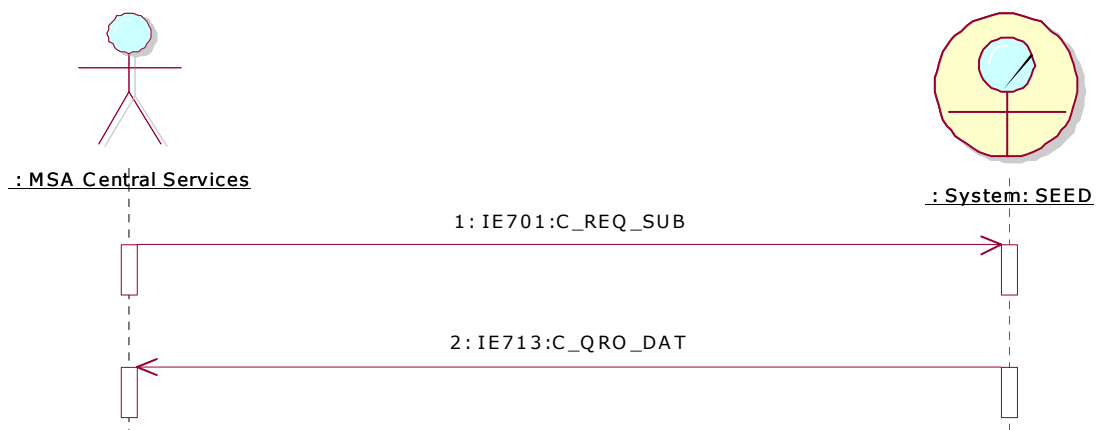 : MSA Central Services
: System: SEED
1: IE701:C_REQ_SUB
2: IE713:C_QRO_DAT